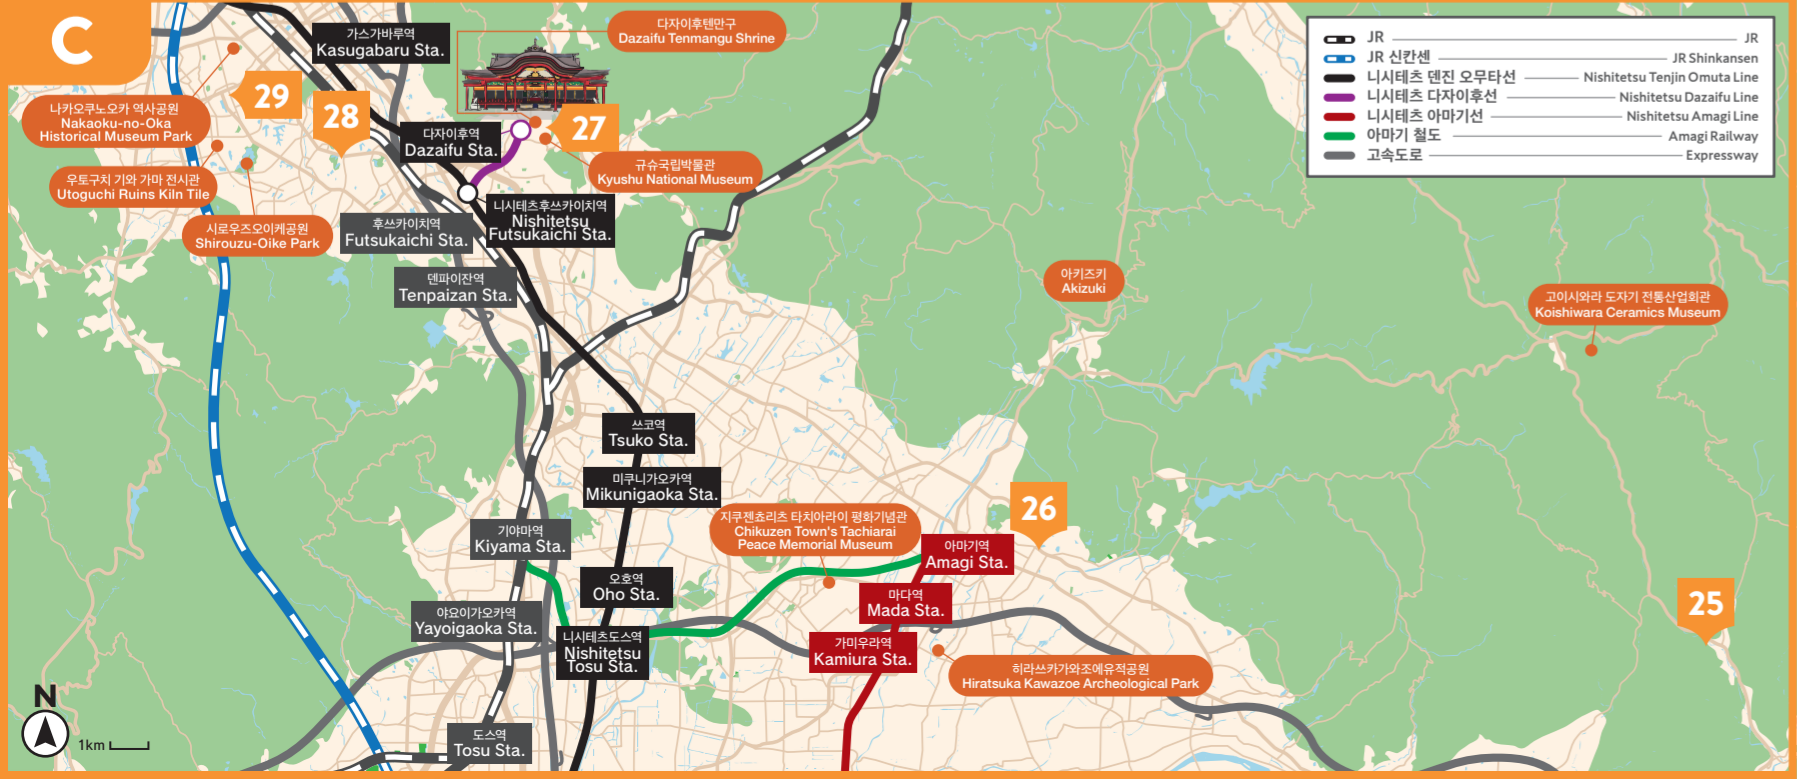 C
가스가바루역
Kasugabaru Sta.
다자이후텐만구
Dazaifu Tenmangu Shrine
JR
JR
JR 신칸센
JR Shinkansen
니시테츠 덴진 오무타선
Nishitetsu Tenjin Omuta Line
니시테츠 다자이후선
Nishitetsu Dazaifu Line
니시테츠 아마기선
Nishitetsu Amagi Line
아마기 철도
Amagi Railway
고속도로
Expressway
29
28
27
나카오쿠노오카 역사공원
Nakaoku-no-Oka
Historical Museum Park
다자이후역
Dazaifu Sta.
규슈국립박물관
Kyushu National Museum
우토구치 기와 가마 전시관
Utoguchi Ruins Kiln Tile
시로우즈오이케공원
Shirouzu-Oike Park
후쓰카이치역
Futsukaichi Sta.
니시테츠후쓰카이치역
Nishitetsu
Futsukaichi Sta.
덴파이잔역
Tenpaizan Sta.
아키즈키
Akizuki
고이시와라 도자기 전통산업회관
Koishiwara Ceramics Museum
쓰코역
Tsuko Sta.
미쿠니가오카역
Mikunigaoka Sta.
기야마역
Kiyama Sta.
지쿠젠쵸리츠 타치아라이 평화기념관
Chikuzen Town's Tachiarai
Peace Memorial Museum
26
아마기역
Amagi Sta.
오호역
Oho Sta.
마다역
Mada Sta.
25
야요이가오카역
Yayoigaoka Sta.
니시테츠도스역
Nishitetsu
Tosu Sta.
가미우라역
Kamiura Sta.
히라쓰카가와조에유적공원
Hiratsuka Kawazoe Archeological Park
N
1km
도스역
Tosu Sta.